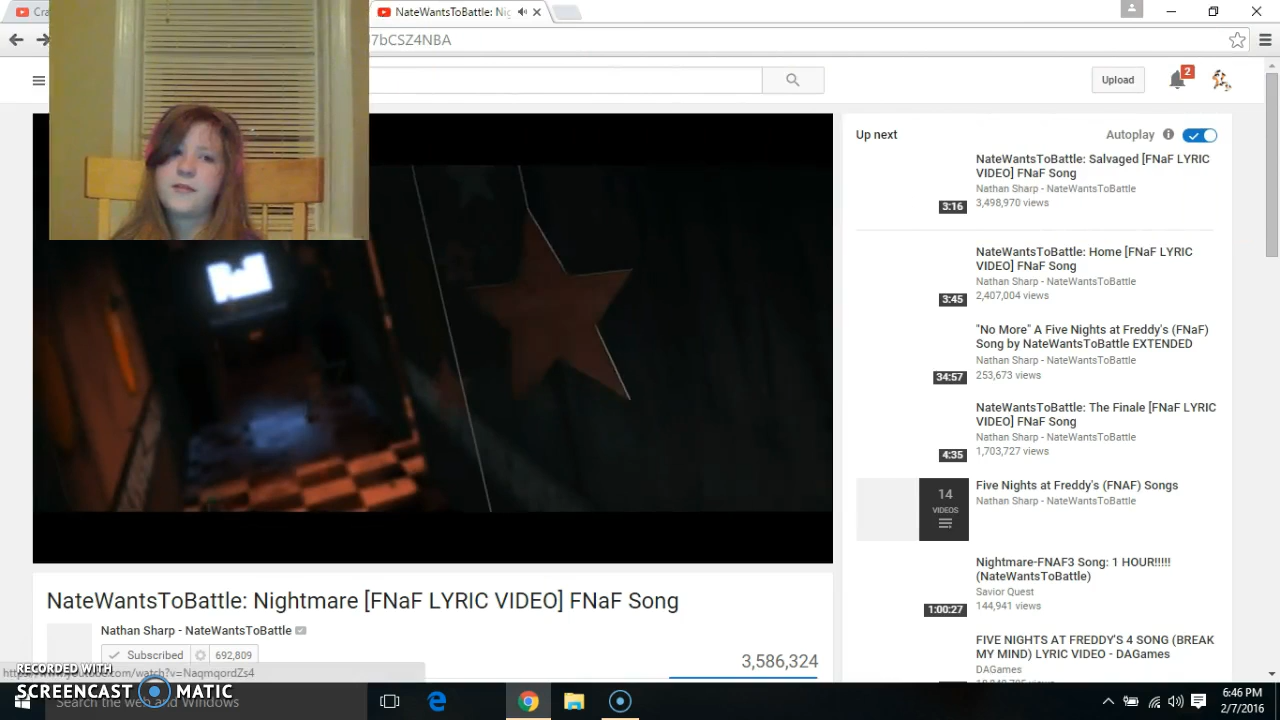 Cra
NateWantsToBattle: Nig
7bCSZ4NBA
Upload
2
Up next
Autoplay
NateWantsToBattle: Salvaged [FNaF LYRIC
VIDEO] FNaF Song
Nathan Sharp - NateWantsToBattle
3:16
3,498,970 views
NateWantsToBattle: Home [FNaF LYRIC
VIDEO] FNaF Song
Nathan Sharp - NateWantsToBattle
3:45
2,407,004 views
"No More" A Five Nights at Freddy's (FNaF)
Song by NateWantsToBattle EXTENDED
Nathan Sharp - NateWantsToBattle
34:57
253,673 views
NateWantsToBattle: The Finale [FNaF LYRIC
VIDEO] FNaF Song
Nathan Sharp - NateWantsToBattle
4:35
1,703,727 views
14
VIDEOS
Five Nights at Freddy's (FNAF) Songs
Nathan Sharp - NateWantsToBattle
Nightmare-FNAF3 Song: 1 HOUR!!!!!
(NateWantsToBattle)
Savior Quest
1:00:27
144,941 views
FIVE NIGHTS AT FREDDY'S 4 SONG (BREAK
MY MIND) LYRIC VIDEO - DAGames
DAGames
NateWantsToBattle: Nightmare [FNaF LYRIC VIDEO] FNaF Song
Nathan Sharp - NateWantsToBattle
Subscribed 692,809
3,586,324
RECORDED WITH
SCREENCAST MATIC
Search the web and Windows
6:46 PM
2/7/2016